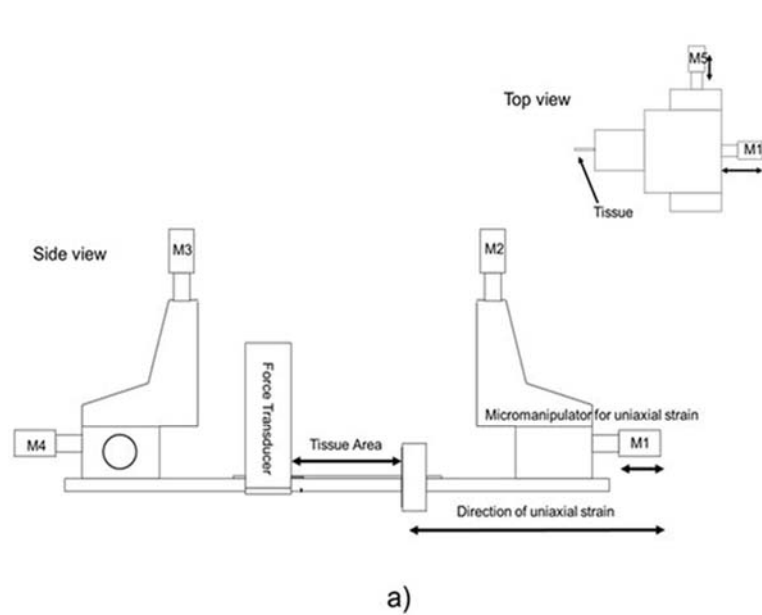 M5
Top view
M1
Tissue
Side view
M3
M2
Force Transducer
Micromanipulator for uniaxial strain
M4
Tissue Area
M1
Direction of uniaxial strain
a)